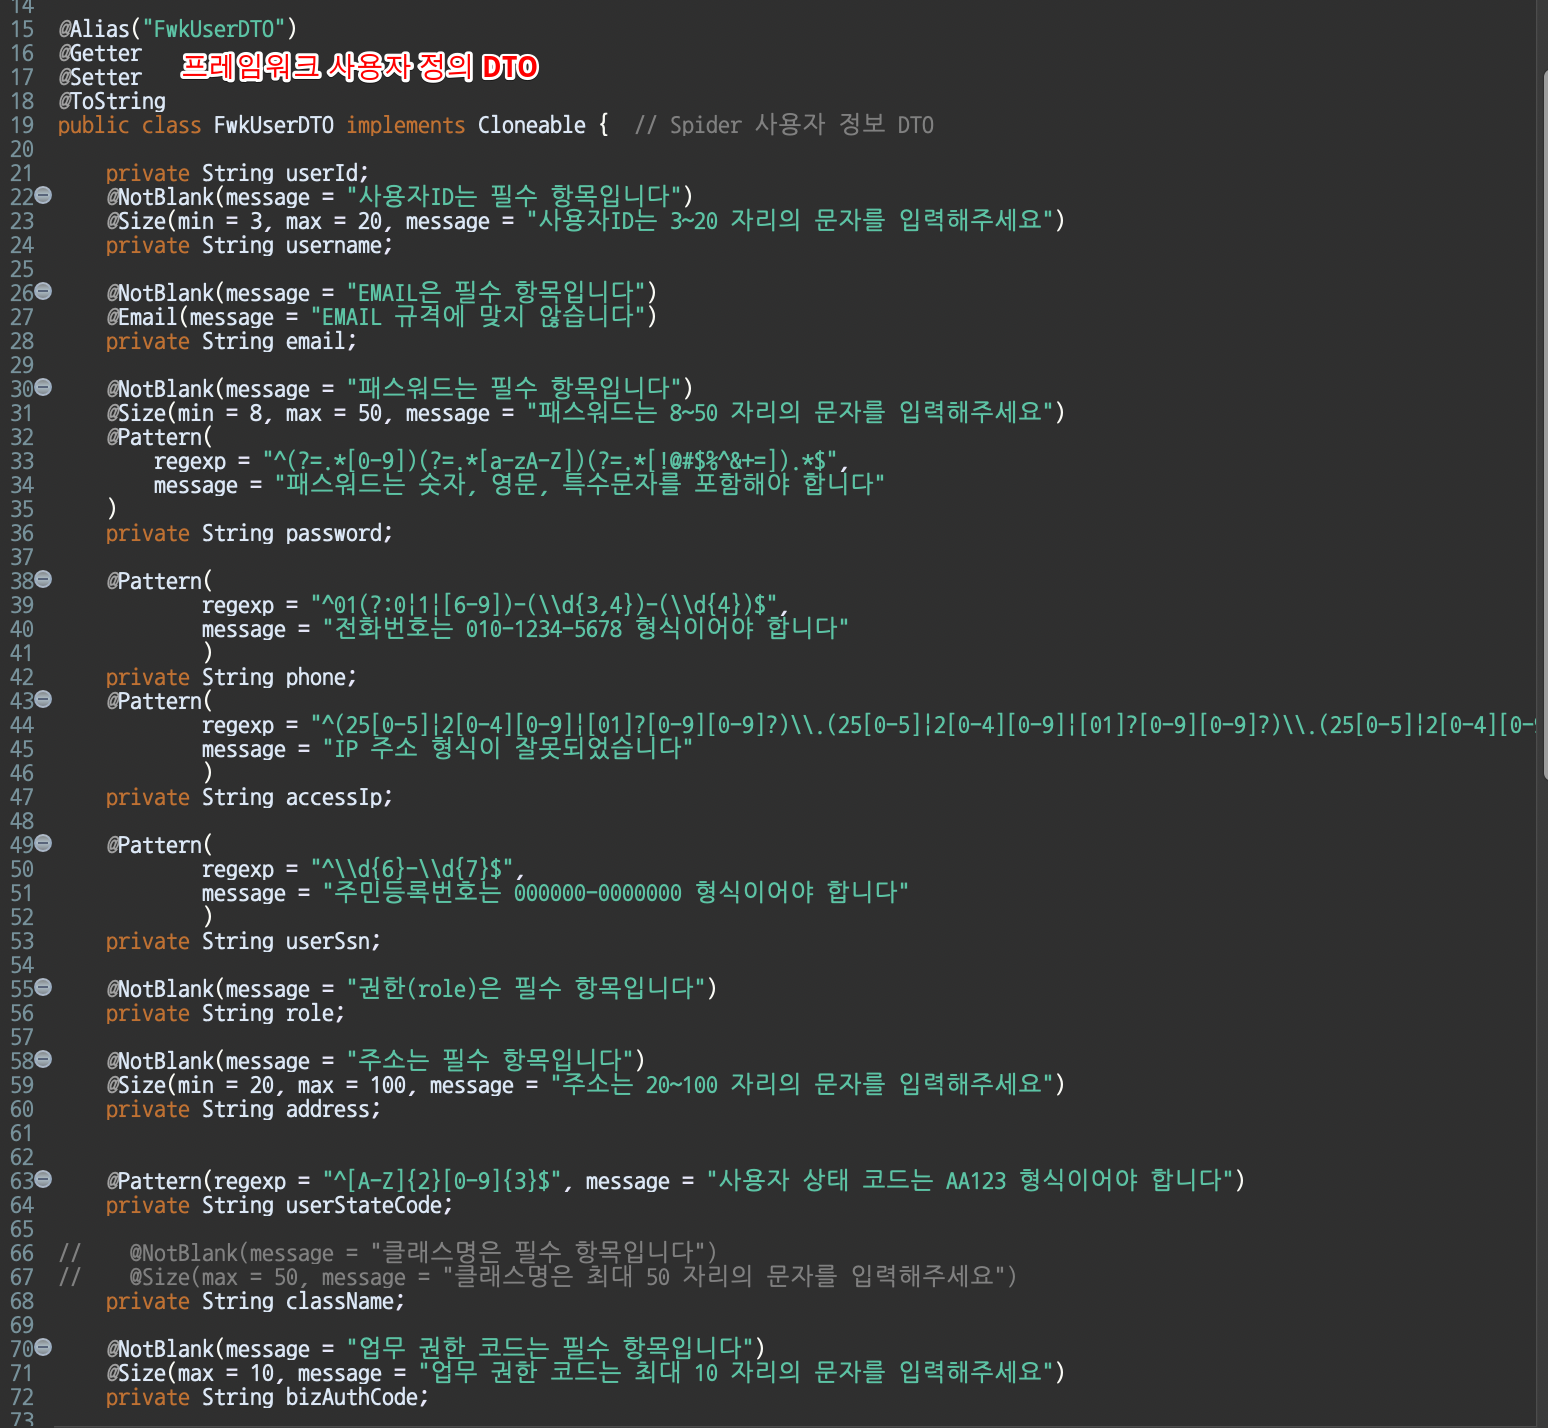 14
15 @Alias("FwkUserDTO")
16 @Getter
프레임워크 사용자 정의 DTO
17 @Setter
18 @ToString
19 public class FwkUserDTO implements Cloneable {  // Spider 사용자 정보 DTO
20
21     private String userId;
22     @NotBlank(message = "사용자ID는 필수 항목입니다")
23     @Size(min = 3, max = 20, message = "사용자ID는 3~20 자리의 문자를 입력해주세요")
24     private String username;
25
26     @NotBlank(message = "EMAIL은 필수 항목입니다")
27     @Email(message = "EMAIL 규격에 맞지 않습니다")
28     private String email;
29
30     @NotBlank(message = "패스워드는 필수 항목입니다")
31     @Size(min = 8, max = 50, message = "패스워드는 8~50 자리의 문자를 입력해주세요")
32     @Pattern(
33         regexp = "^(?=.*[0-9])(?=.*[a-zA-Z])(?=.*[!@#$%^&+=]).*$",
34         message = "패스워드는 숫자, 영문, 특수문자를 포함해야 합니다"
35     )
36     private String password;
37
38     @Pattern(
39             regexp = "^01(?:0|1|[6-9])-(\\d{3,4})-(\\d{4})$",
40             message = "전화번호는 010-1234-5678 형식이어야 합니다"
41             )
42     private String phone;
43     @Pattern(
44             regexp = "^(25[0-5]|2[0-4][0-9]|[01]?[0-9][0-9]?)\\.(25[0-5]|2[0-4][0-9]|[01]?[0-9][0-9]?)\\.(25[0-5]|2[0-4][0-9
45             message = "IP 주소 형식이 잘못되었습니다"
46             )
47     private String accessIp;
48
49     @Pattern(
50             regexp = "^\\d{6}-\\d{7}$",
51             message = "주민등록번호는 000000-0000000 형식이어야 합니다"
52             )
53     private String userSsn;
54
55     @NotBlank(message = "권한(role)은 필수 항목입니다")
56     private String role;
57
58     @NotBlank(message = "주소는 필수 항목입니다")
59     @Size(min = 20, max = 100, message = "주소는 20~100 자리의 문자를 입력해주세요")
60     private String address;
61
62
63     @Pattern(regexp = "^[A-Z]{2}[0-9]{3}$", message = "사용자 상태 코드는 AA123 형식이어야 합니다")
64     private String userStateCode;
65
66 //    @NotBlank(message = "클래스명은 필수 항목입니다")
67 //    @Size(max = 50, message = "클래스명은 최대 50 자리의 문자를 입력해주세요")
68     private String className;
69
70     @NotBlank(message = "업무 권한 코드는 필수 항목입니다")
71     @Size(max = 10, message = "업무 권한 코드는 최대 10 자리의 문자를 입력해주세요")
72     private String bizAuthCode;
73